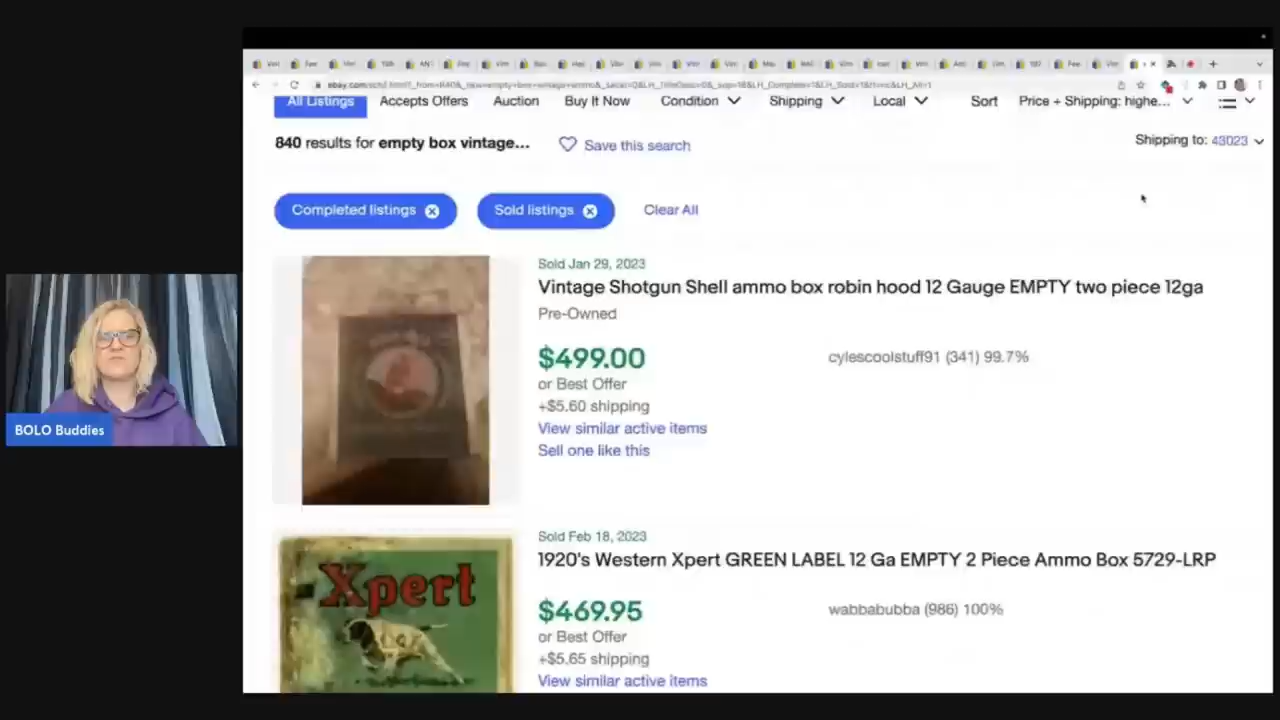 All Listings Accepts Offers Auction Buy It Now Condition Shipping Local Sort Price + Shipping: highe...
840 results for empty box vintage... Save this search Shipping to: 43023
Completed listings Sold listings Clear All
Sold Jan 29, 2023
Vintage Shotgun Shell ammo box robin hood 12 Gauge EMPTY two piece 12ga
Pre-Owned
$499.00 cylescoolstuff91 (341) 99.7%
or Best Offer
+$5.60 shipping
View similar active items
Sell one like this
BOLO Buddies
Sold Feb 18, 2023
1920's Western Xpert GREEN LABEL 12 Ga EMPTY 2 Piece Ammo Box 5729-LRP
Xpert
$469.95 wabbabubba (986) 100%
or Best Offer
+$5.65 shipping
View similar active items